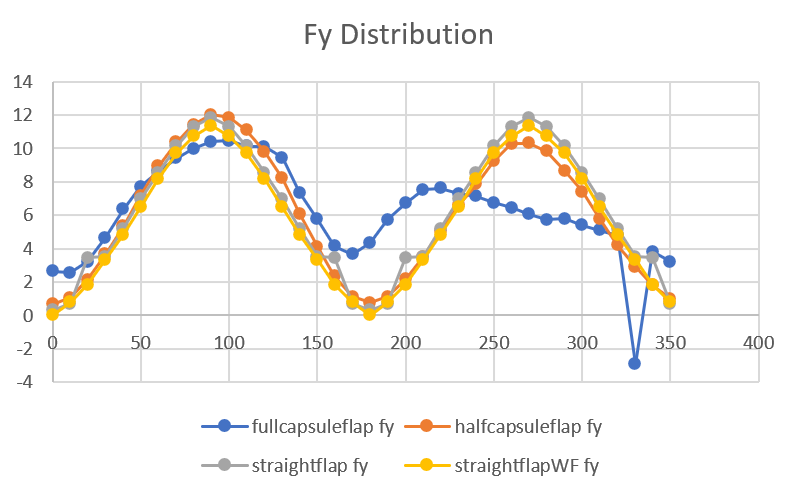 Fy Distribution
14
12
10
8
6
4
2
0
-2
-4
0 50 100 150 200 250 300 350 400
fullcapsuleflap fy halfcapsuleflap fy
straightflap fy straightflapWF fy